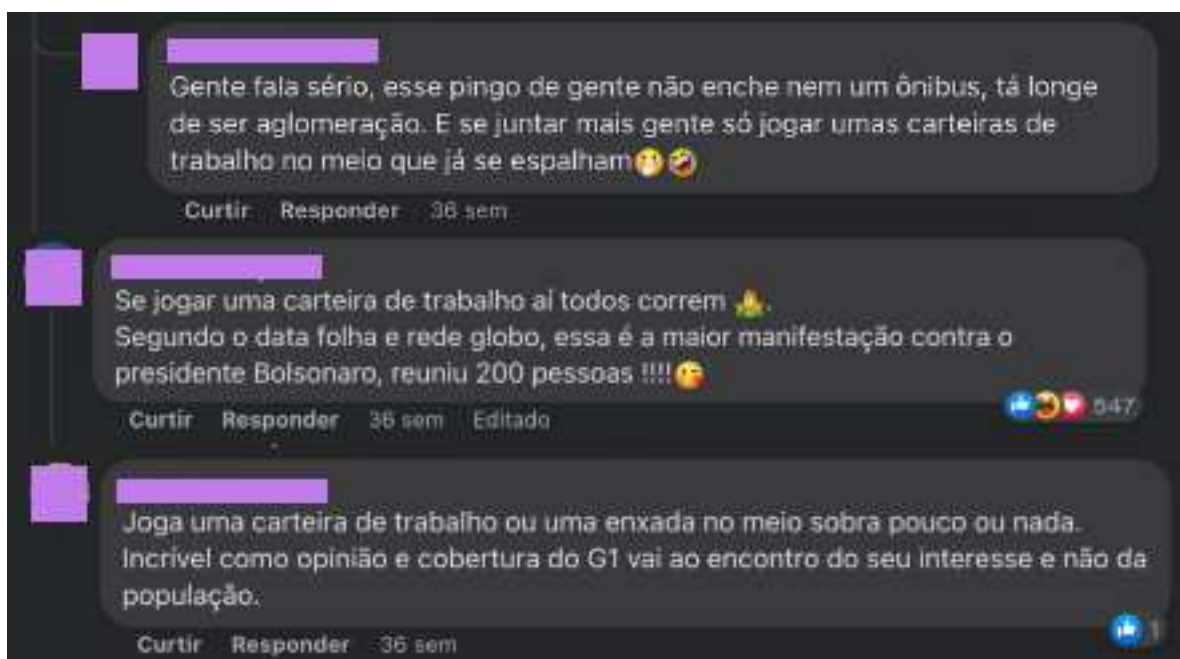 Gente fala sério, esse pingo de gente não enche nem um ônibus, tá longe
de ser aglomeração. E se juntar mais gente só jogar umas carteiras de
trabalho no meio que já se espalham🤭🤣
Curtir Responder 36 sem
Se jogar uma carteira de trabalho aí todos correm .
Segundo o data folha e rede globo, essa é a maior manifestação contra o
presidente Bolsonaro, reuniu 200 pessoas !!!!😘
Curtir Responder 36 sem Editado
547
Joga uma carteira de trabalho ou uma enxada no meio sobra pouco ou nada.
Incrível como opinião e cobertura do G1 vai ao encontro do seu interesse e não da
população.
Curtir Responder 36 sem
1